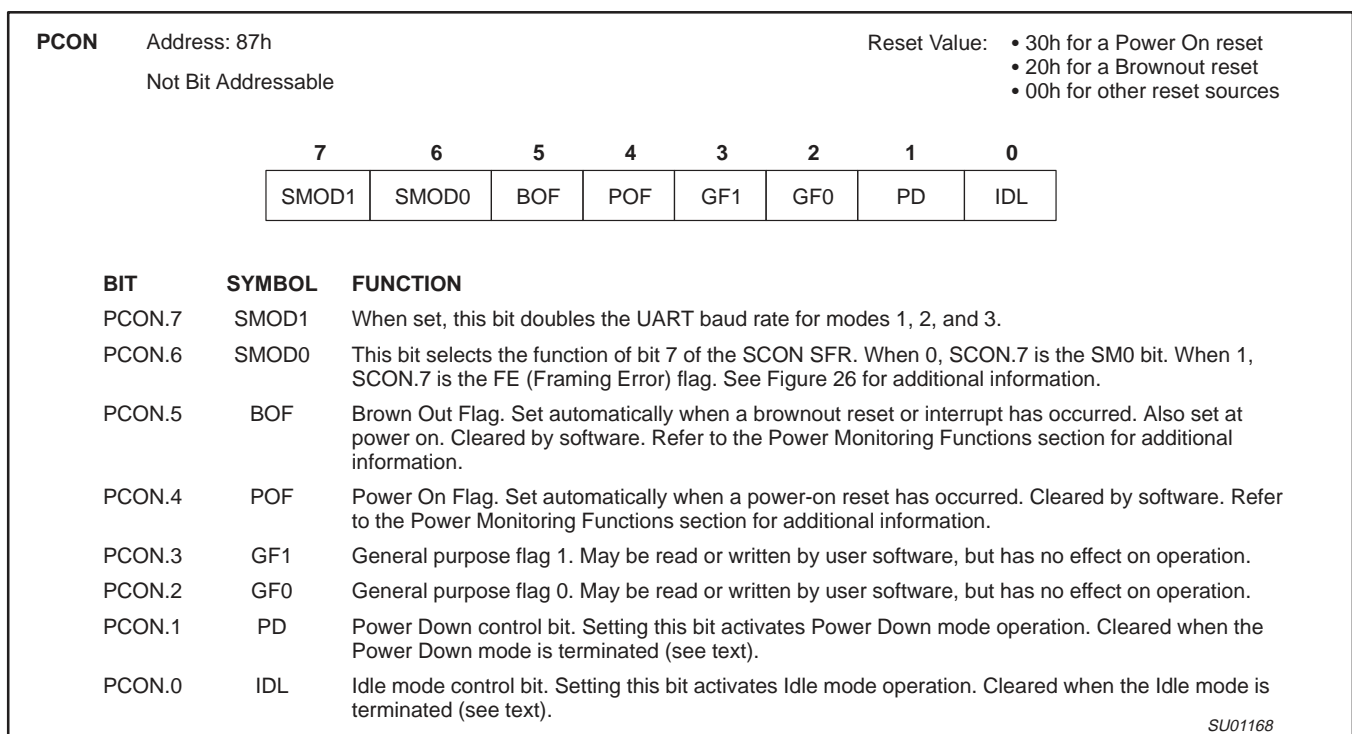 PCON Address: 87h Reset Value: • 30h for a Power On reset
Not Bit Addressable • 20h for a Brownout reset
• 00h for other reset sources
7 6 5 4 3 2 1 0
SMOD1 SMOD0 BOF POF GF1 GF0 PD IDL
BIT SYMBOL FUNCTION
PCON.7 SMOD1 When set, this bit doubles the UART baud rate for modes 1, 2, and 3.
PCON.6 SMOD0 This bit selects the function of bit 7 of the SCON SFR. When 0, SCON.7 is the SM0 bit. When 1,
SCON.7 is the FE (Framing Error) flag. See Figure 26 for additional information.
PCON.5 BOF Brown Out Flag. Set automatically when a brownout reset or interrupt has occurred. Also set at
power on. Cleared by software. Refer to the Power Monitoring Functions section for additional
information.
PCON.4 POF Power On Flag. Set automatically when a power-on reset has occurred. Cleared by software. Refer
to the Power Monitoring Functions section for additional information.
PCON.3 GF1 General purpose flag 1. May be read or written by user software, but has no effect on operation.
PCON.2 GF0 General purpose flag 0. May be read or written by user software, but has no effect on operation.
PCON.1 PD Power Down control bit. Setting this bit activates Power Down mode operation. Cleared when the
Power Down mode is terminated (see text).
PCON.0 IDL Idle mode control bit. Setting this bit activates Idle mode operation. Cleared when the Idle mode is
terminated (see text).
SU01168